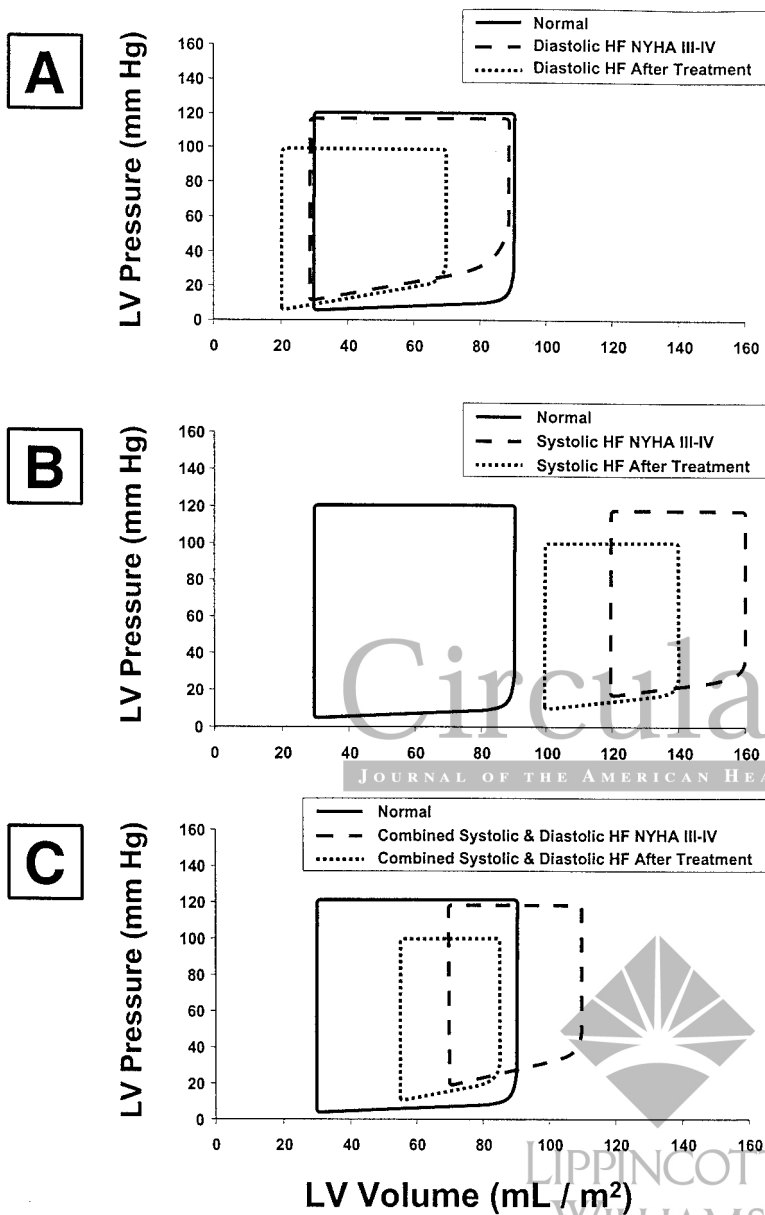 A
LV Pressure (mm Hg)
Normal
Diastolic HF NYHA III-IV
Diastolic HF After Treatment
160
140
120
100
80
60
40
20
0
0 20 40 60 80 100 120 140 160
B
LV Pressure (mm Hg)
Normal
Systolic HF NYHA III-IV
Systolic HF After Treatment
160
140
120
100
80
60
40
20
0
0 20 40 60 80 100 120 140 160
Circula
JOURNAL OF THE AMERICAN HEA
C
LV Pressure (mm Hg)
Normal
Combined Systolic & Diastolic HF NYHA III-IV
Combined Systolic & Diastolic HF After Treatment
160
140
120
100
80
60
40
20
0
0 20 40 60 80 100 120 140 160
LV Volume (mL / m²)
LIPPINCOT
WILLIAMS